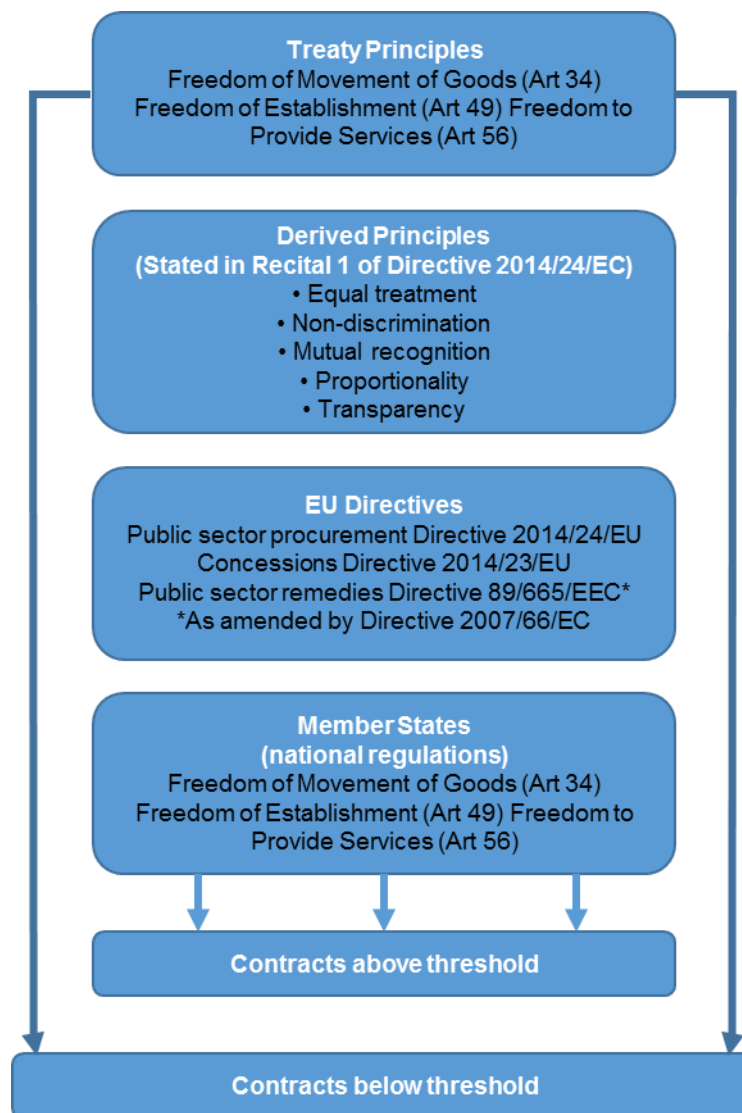 Treaty Principles
Freedom of Movement of Goods (Art 34)
Freedom of Establishment (Art 49) Freedom to
Provide Services (Art 56)
Derived Principles
(Stated in Recital 1 of Directive 2014/24/EC)
• Equal treatment
• Non-discrimination
• Mutual recognition
• Proportionality
• Transparency
EU Directives
Public sector procurement Directive 2014/24/EU
Concessions Directive 2014/23/EU
Public sector remedies Directive 89/665/EEC*
*As amended by Directive 2007/66/EC
Member States
(national regulations)
Freedom of Movement of Goods (Art 34)
Freedom of Establishment (Art 49) Freedom to
Provide Services (Art 56)
Contracts above threshold
Contracts below threshold